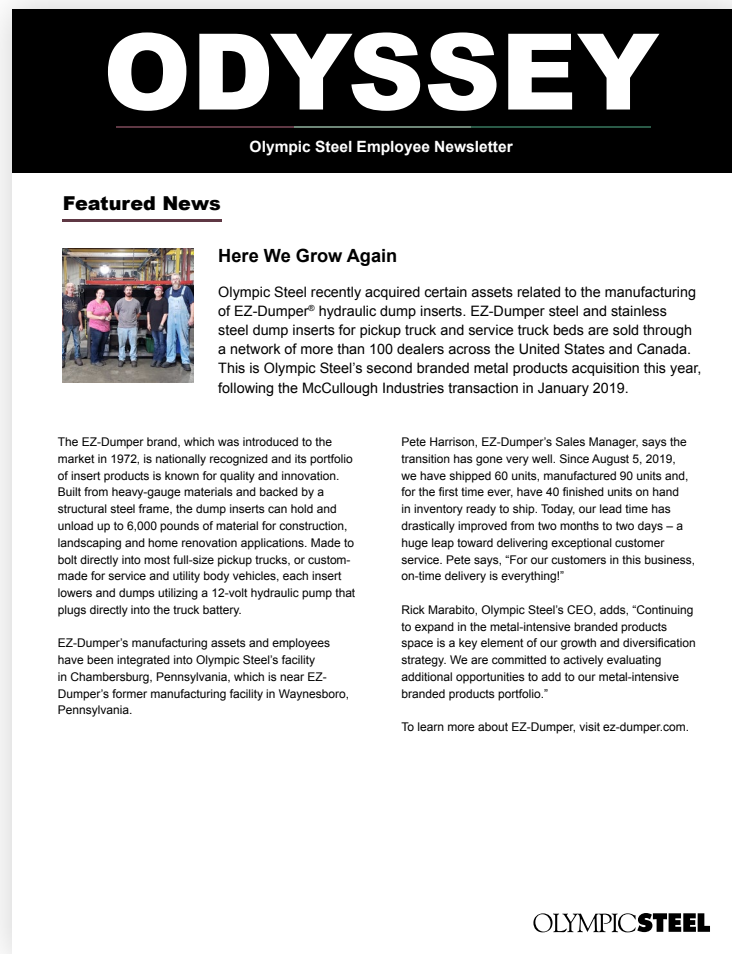 ODYSSEY
Olympic Steel Employee Newsletter
Featured News
Here We Grow Again
Olympic Steel recently acquired certain assets related to the manufacturing
of EZ-Dumper® hydraulic dump inserts. EZ-Dumper steel and stainless
steel dump inserts for pickup truck and service truck beds are sold through
a network of more than 100 dealers across the United States and Canada.
This is Olympic Steel’s second branded metal products acquisition this year,
following the McCullough Industries transaction in January 2019.
The EZ-Dumper brand, which was introduced to the
market in 1972, is nationally recognized and its portfolio
of insert products is known for quality and innovation.
Built from heavy-gauge materials and backed by a
structural steel frame, the dump inserts can hold and
unload up to 6,000 pounds of material for construction,
landscaping and home renovation applications. Made to
bolt directly into most full-size pickup trucks, or custom-
made for service and utility body vehicles, each insert
lowers and dumps utilizing a 12-volt hydraulic pump that
plugs directly into the truck battery.
EZ-Dumper’s manufacturing assets and employees
have been integrated into Olympic Steel’s facility
in Chambersburg, Pennsylvania, which is near EZ-
Dumper’s former manufacturing facility in Waynesboro,
Pennsylvania.
Pete Harrison, EZ-Dumper’s Sales Manager, says the
transition has gone very well. Since August 5, 2019,
we have shipped 60 units, manufactured 90 units and,
for the first time ever, have 40 finished units on hand
in inventory ready to ship. Today, our lead time has
drastically improved from two months to two days – a
huge leap toward delivering exceptional customer
service. Pete says, “For our customers in this business,
on-time delivery is everything!”
Rick Marabito, Olympic Steel’s CEO, adds, “Continuing
to expand in the metal-intensive branded products
space is a key element of our growth and diversification
strategy. We are committed to actively evaluating
additional opportunities to add to our metal-intensive
branded products portfolio.”
To learn more about EZ-Dumper, visit ez-dumper.com.
OLYMPICSTEEL